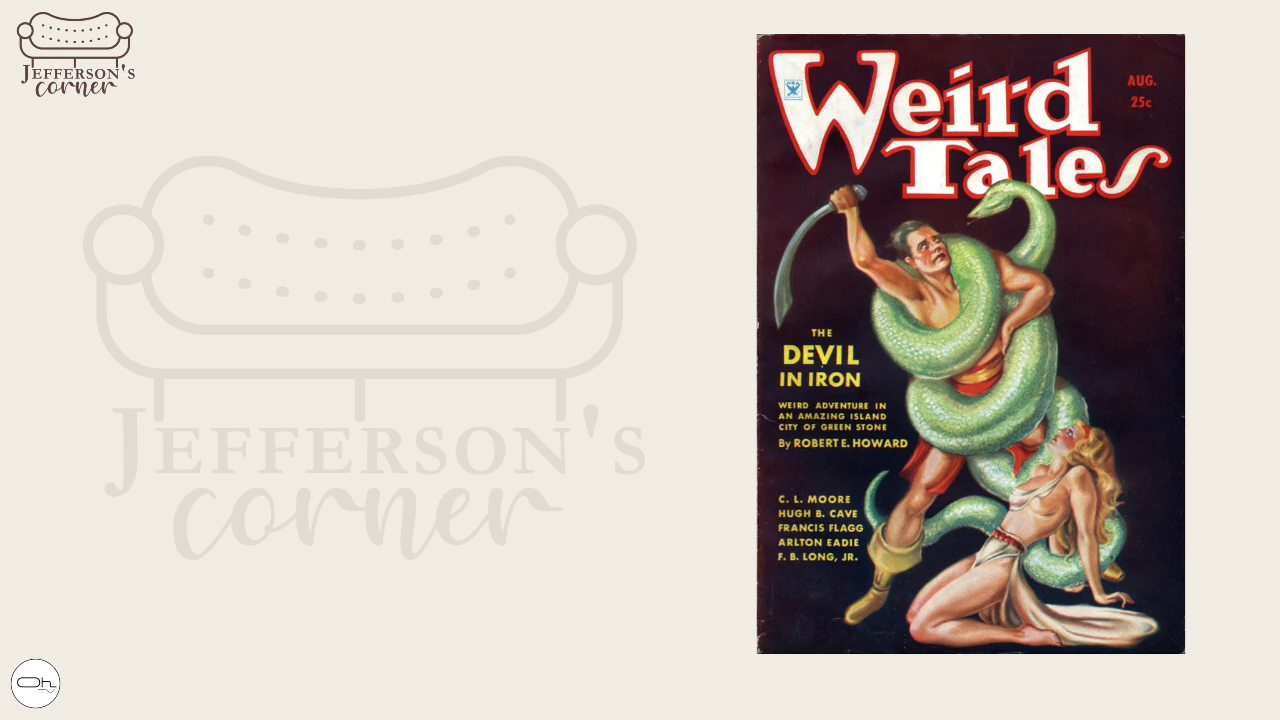 JEFFERSON'S
corner
JEFFERSON'S
corner
Oh
Weird
Tales
AUG.
25c
THE
DEVIL
IN IRON
WEIRD ADVENTURE IN
AN AMAZING ISLAND
CITY OF GREEN STONE
By ROBERT E. HOWARD
C. L. MOORE
HUGH B. CAVE
FRANCIS FLAGG
ARLTON EADIE
F. B. LONG, JR.